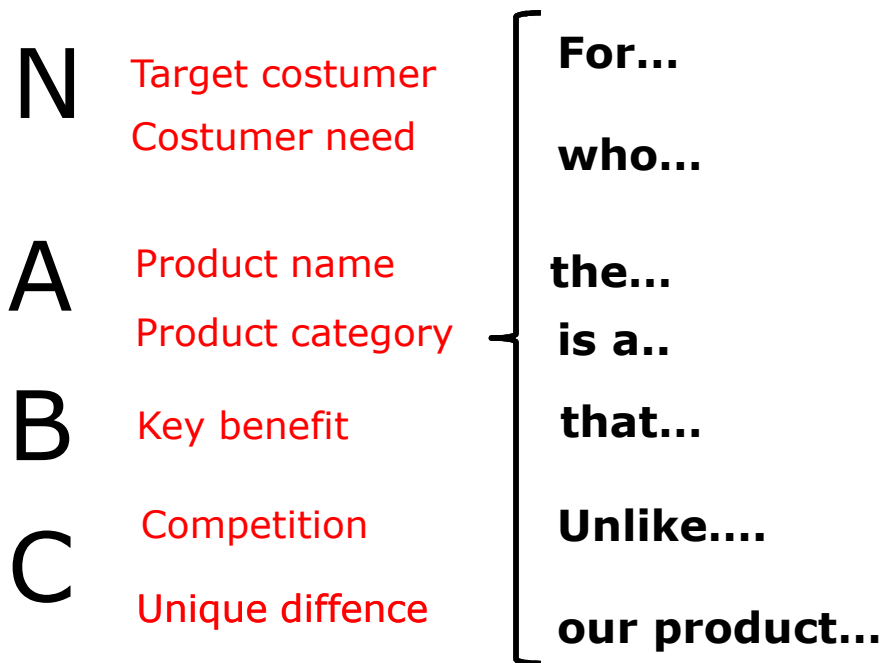 N
Target costumer
For...
Costumer need
who...
A
Product name
the...
Product category
is a..
B
Key benefit
that...
C
Competition
Unlike....
Unique diffence
our product...